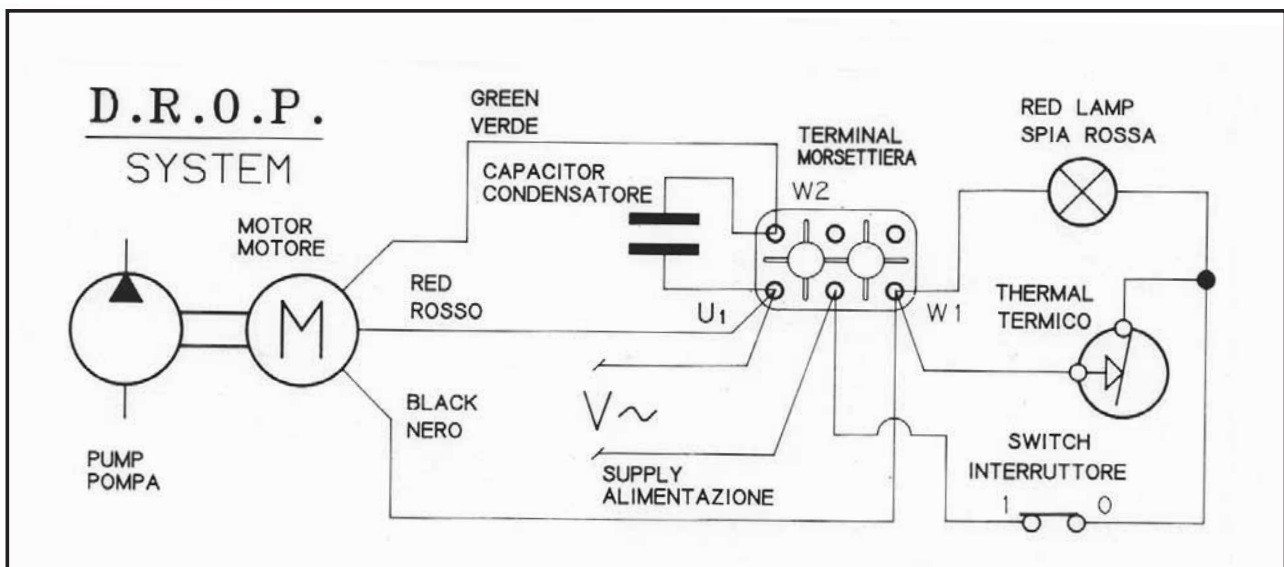 D.R.O.P.
SYSTEM
GREEN
VERDE
CAPACITOR
CONDENSATORE
TERMINAL
MORSETTIERA
W2
RED LAMP
SPIA ROSSA
MOTOR
MOTORE
M
RED
ROSSO
U1
W1
THERMAL
TERMICO
BLACK
NERO
V~
SUPPLY
ALIMENTAZIONE
SWITCH
INTERRUTTORE
1 0
PUMP
POMPA